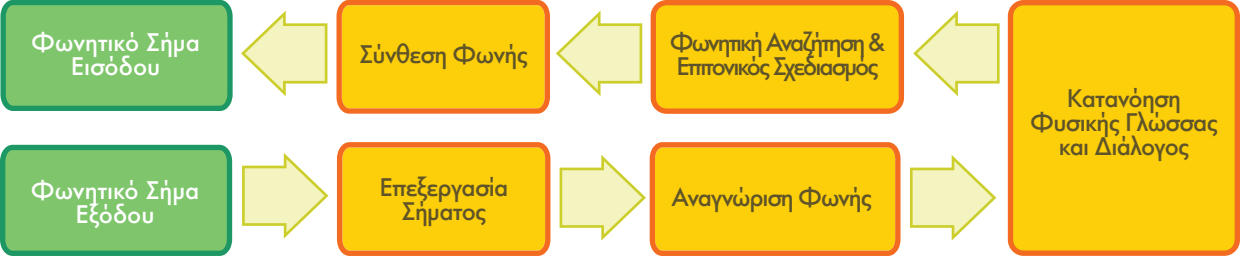 Φωνητικό Σήμα
Εισόδου
Σύνθεση Φωνής
Φωνητική Αναζήτηση &
Επιτονικός Σχεδιασμός
Κατανόηση
Φυσικής Γλώσσας
και Διάλογος
Φωνητικό Σήμα
Εξόδου
Επεξεργασία
Σήματος
Αναγνώριση Φωνής